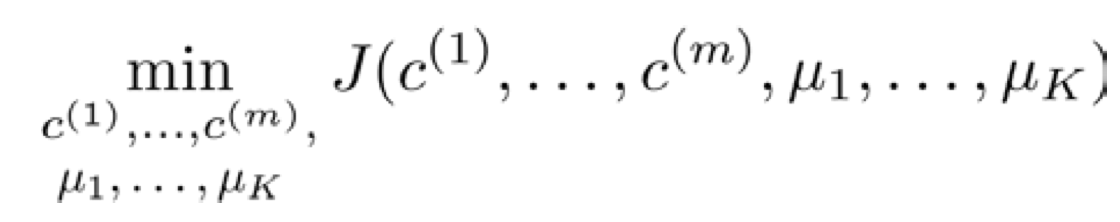 min J(c^{(1)}, ..., c^{(m)}, μ_1, ..., μ_K)
c^{(1)},...,c^{(m)},
μ_1,...,μ_K